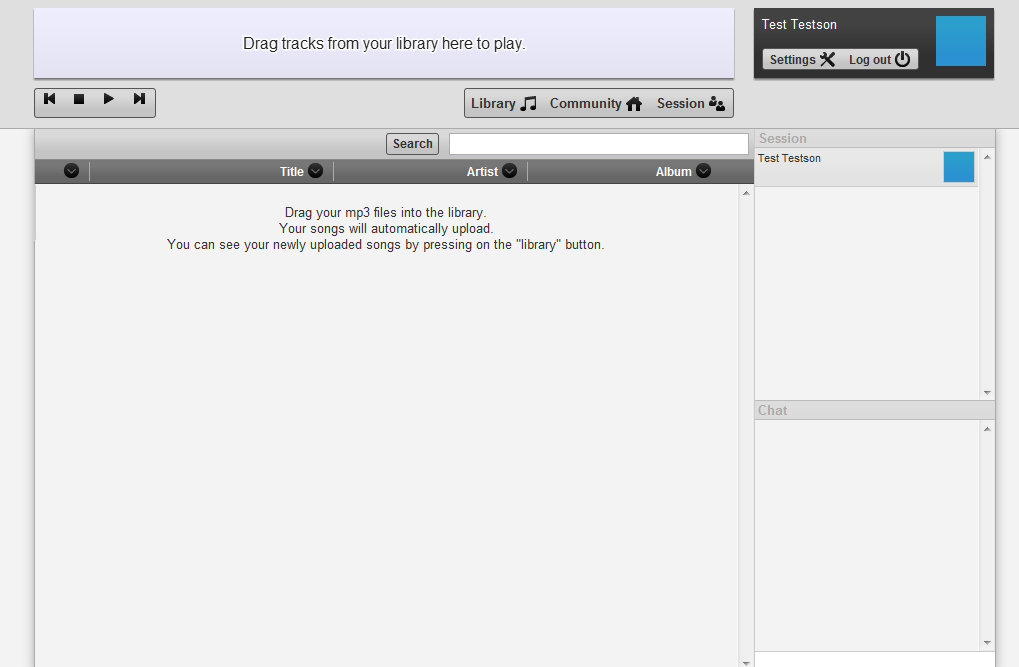 Drag tracks from your library here to play.
Test Testson
Settings
Log out
Library
Community
Session
Search
Title
Artist
Album
Drag your mp3 files into the library.
Your songs will automatically upload.
You can see your newly uploaded songs by pressing on the "library" button.
Session
Test Testson
Chat